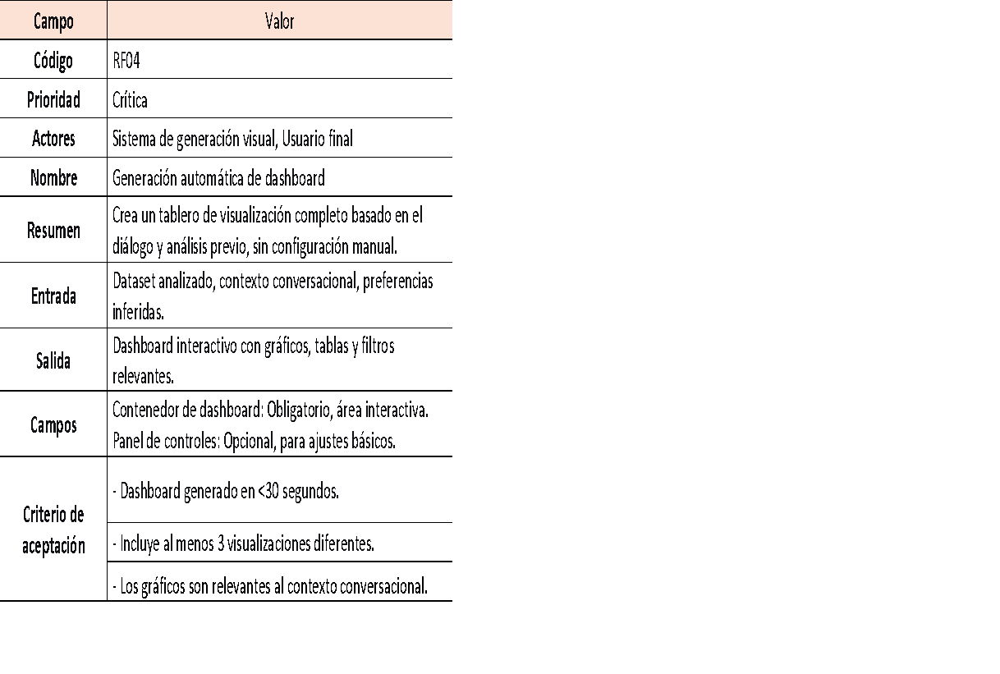 Campo Valor
Código RF04
Prioridad Crítica
Actores Sistema de generación visual, Usuario final
Nombre Generación automática de dashboard
Resumen
Crea un tablero de visualización completo basado en el
diálogo y análisis previo, sin configuración manual.
Entrada
Dataset analizado, contexto conversacional, preferencias
inferidas.
Salida
Dashboard interactivo con gráficos, tablas y filtros
relevantes.
Campos
Contenedor de dashboard: Obligatorio, área interactiva.
Panel de controles: Opcional, para ajustes básicos.
Criterio de
aceptación
- Dashboard generado en <30 segundos.
- Incluye al menos 3 visualizaciones diferentes.
- Los gráficos son relevantes al contexto conversacional.